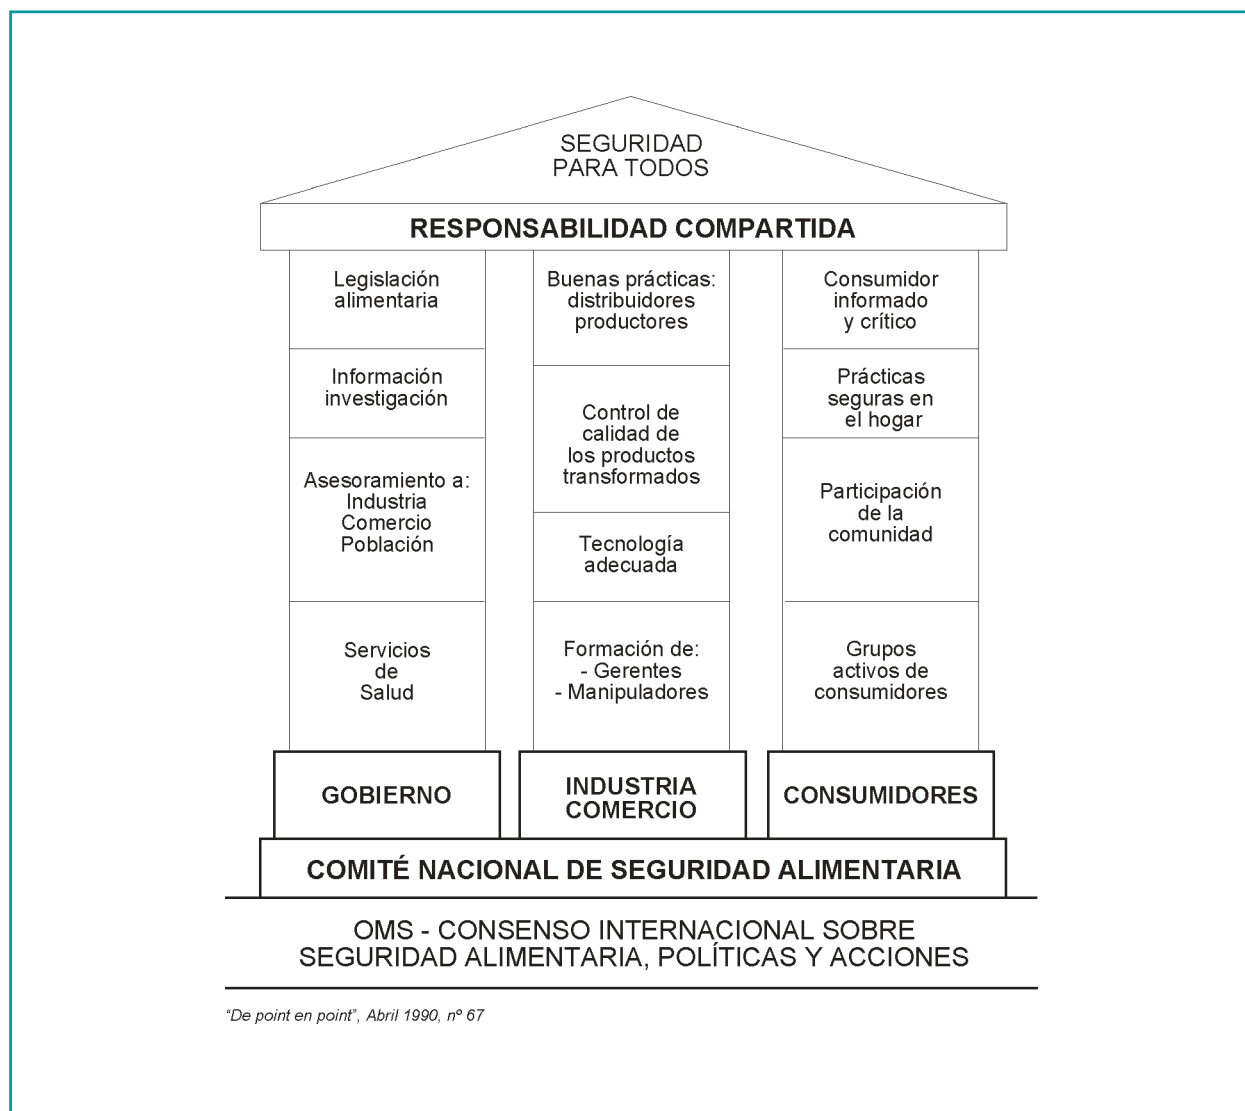 SEGURIDAD
PARA TODOS
RESPONSABILIDAD COMPARTIDA
Legislación
alimentaria
Información
investigación
Asesoramiento a:
Industria
Comercio
Población
Servicios
de
Salud
GOBIERNO
Buenas prácticas:
distribuidores
productores
Control de
calidad de
los productos
transformados
Tecnología
adecuada
Formación de:
- Gerentes
- Manipuladores
INDUSTRIA
COMERCIO
Consumidor
informado
y crítico
Prácticas
seguras en
el hogar
Participación
de la
comunidad
Grupos
activos de
consumidores
CONSUMIDORES
COMITÉ NACIONAL DE SEGURIDAD ALIMENTARIA
OMS - CONSENSO INTERNACIONAL SOBRE
SEGURIDAD ALIMENTARIA, POLÍTICAS Y ACCIONES
“De point en point”, Abril 1990, nº 67